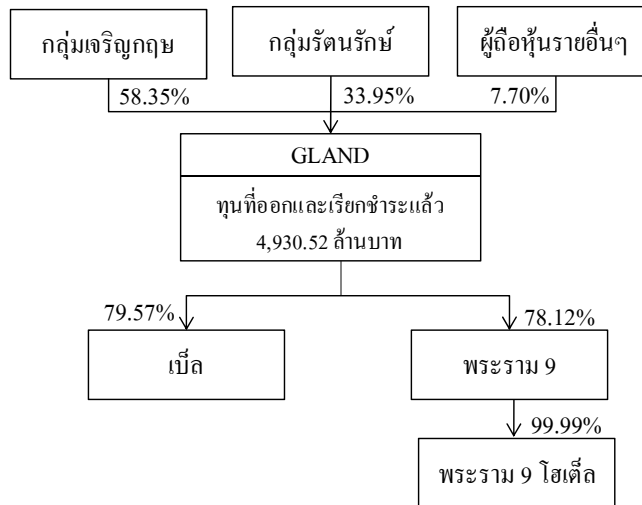 กลุ่มเจริญกฤษ
กลุ่มรัตนรักษ์
ผู้ถือหุ้นรายอื่นๆ
58.35%
33.95%
7.70%
GLAND
ทุนที่ออกและเรียกชำระแล้ว
4,930.52 ล้านบาท
79.57%
78.12%
เบ็ล
พระราม 9
99.99%
พระราม 9 โฮเต็ล